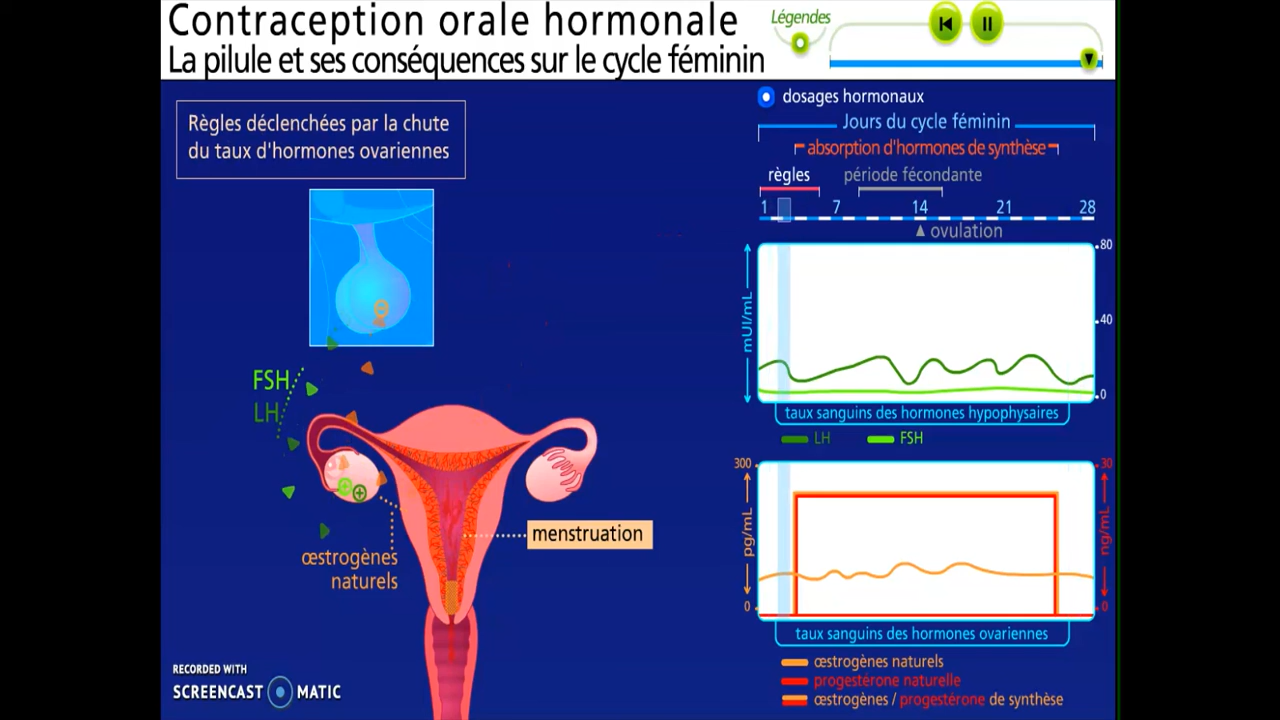 Contraception orale hormonale
La pilule et ses conséquences sur le cycle féminin
Légendes
Règles déclenchées par la chute
du taux d'hormones ovariennes
FSH
LH
œstrogènes
naturels
menstruation
RECORDED WITH
SCREENCAST MATIC
dosages hormonaux
Jours du cycle féminin
absorption d'hormones de synthèse
règles période fécondante
1 7 14 21 28
▲ ovulation
80
mUI/mL
40
0
taux sanguins des hormones hypophysaires
LH FSH
300 30
pg/mL ng/mL
0 0
taux sanguins des hormones ovariennes
œstrogènes naturels
progestérone naturelle
œstrogènes / progestérone de synthèse